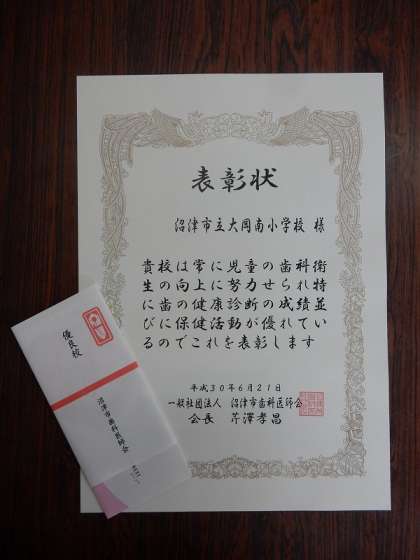 表彰状
沼津市立大岡南小学校 様
貴校は常に児童の歯科衛
生の向上に努力せられ特
に歯の健康診断の成績並
びに保健活動が優れてい
るのでこれを表彰します
平成30年6月21日
一般社団法人 沼津市歯科医師会
会長 芹澤孝昌
優良校
沼津市歯科医師会